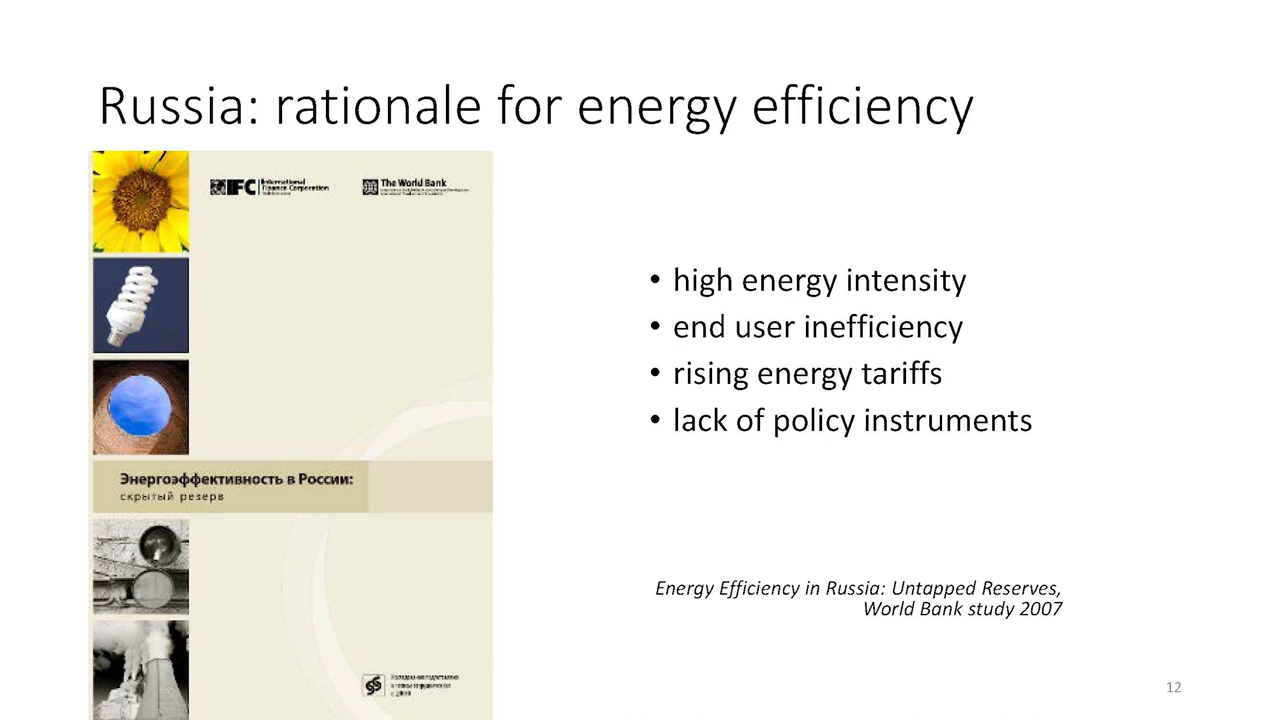 Russia: rationale for energy efficiency
IFC
International
Finance Corporation
The World Bank
• high energy intensity
• end user inefficiency
• rising energy tariffs
• lack of policy instruments
Энергоэффективность в России:
скрытый резерв
Energy Efficiency in Russia: Untapped Reserves,
World Bank study 2007
12